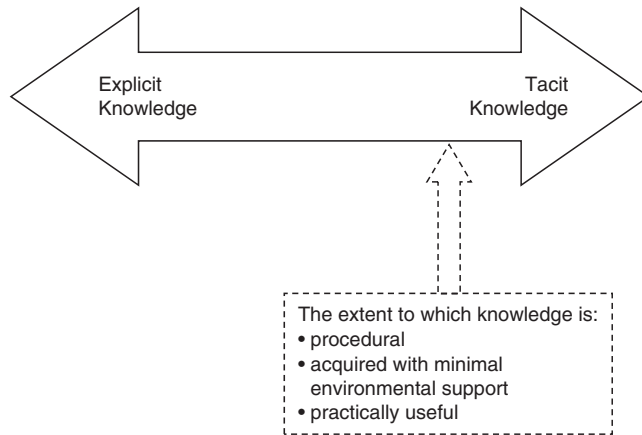 Explicit
Knowledge
Tacit
Knowledge
The extent to which knowledge is:
• procedural
• acquired with minimal
environmental support
• practically useful